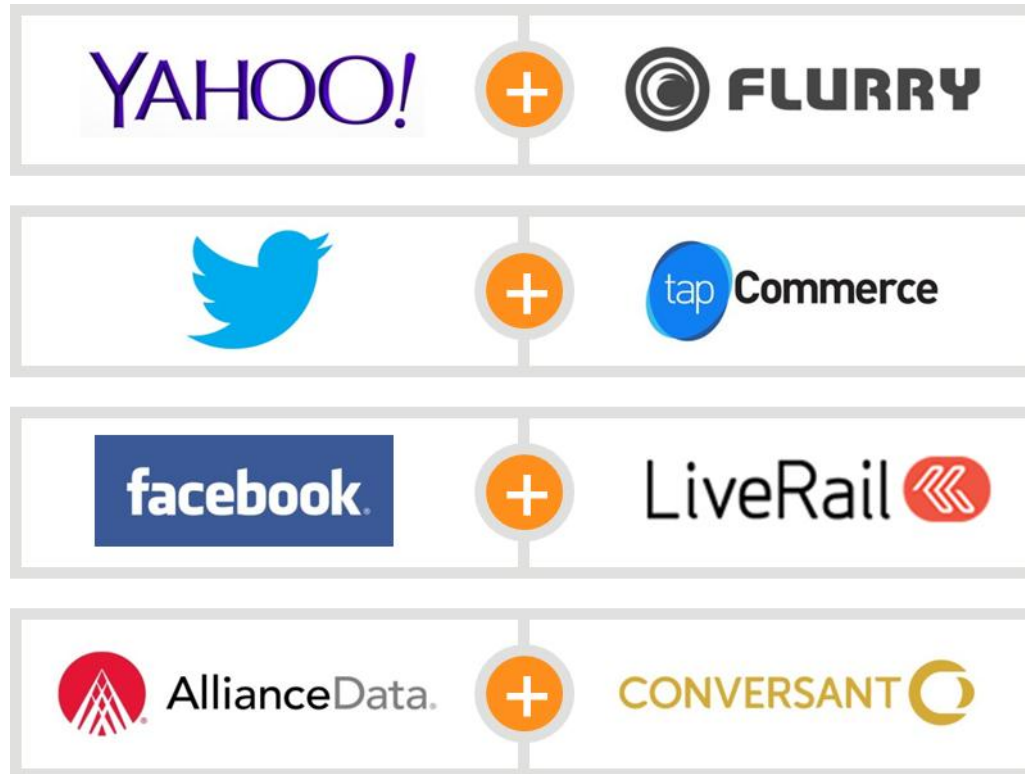 YAHOO! + FLURRY
+ tap Commerce
facebook. + LiveRail
AllianceData. + CONVERSANT